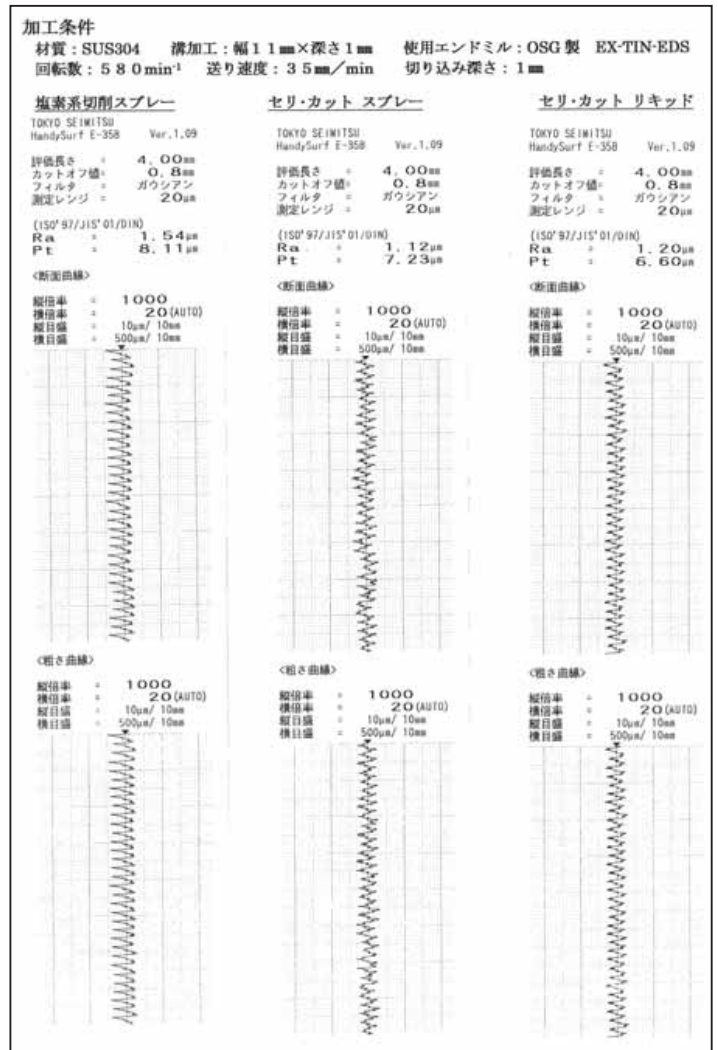 加工条件
材質：SUS304　溝加工：幅11㎜×深さ1㎜　使用エンドミル：OSG製　EX-TIN-EDS
回転数：580min⁻¹　送り速度：35㎜／min　切り込み深さ：1㎜
塩素系切削スプレー
TOKYO SEIMITSU
HandySurf E-35B　Ver.1.09
評価長さ　=　4.00mm
カットオフ値=　0.8mm
フィルタ　=　ガウシアン
測定レンジ　=　20μm
(ISO'97/JIS'01/DIN)
Ra　=　1.54μm
Pt　=　8.11μm
<断面曲線>
縦倍率　=　1000
横倍率　=　20(AUTO)
縦目盛　=　10μm/ 10mm
横目盛　=　500μm/ 10mm
<粗さ曲線>
縦倍率　=　1000
横倍率　=　20(AUTO)
縦目盛　=　10μm/ 10mm
横目盛　=　500μm/ 10mm
セリ・カット スプレー
TOKYO SEIMITSU
HandySurf E-35B　Ver.1.09
評価長さ　=　4.00mm
カットオフ値=　0.8mm
フィルタ　=　ガウシアン
測定レンジ　=　20μm
(ISO'97/JIS'01/DIN)
Ra　=　1.12μm
Pt　=　7.23μm
<断面曲線>
縦倍率　=　1000
横倍率　=　20(AUTO)
縦目盛　=　10μm/ 10mm
横目盛　=　500μm/ 10mm
<粗さ曲線>
縦倍率　=　1000
横倍率　=　20(AUTO)
縦目盛　=　10μm/ 10mm
横目盛　=　500μm/ 10mm
セリ・カット リキッド
TOKYO SEIMITSU
HandySurf E-35B　Ver.1.09
評価長さ　=　4.00mm
カットオフ値=　0.8mm
フィルタ　=　ガウシアン
測定レンジ　=　20μm
(ISO'97/JIS'01/DIN)
Ra　=　1.20μm
Pt　=　6.60μm
<断面曲線>
縦倍率　=　1000
横倍率　=　20(AUTO)
縦目盛　=　10μm/ 10mm
横目盛　=　500μm/ 10mm
<粗さ曲線>
縦倍率　=　1000
横倍率　=　20(AUTO)
縦目盛　=　10μm/ 10mm
横目盛　=　500μm/ 10mm